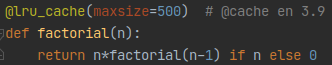 @lru_cache(maxsize=500)  # @cache en 3.9
def factorial(n):
    return n*factorial(n-1) if n else 0